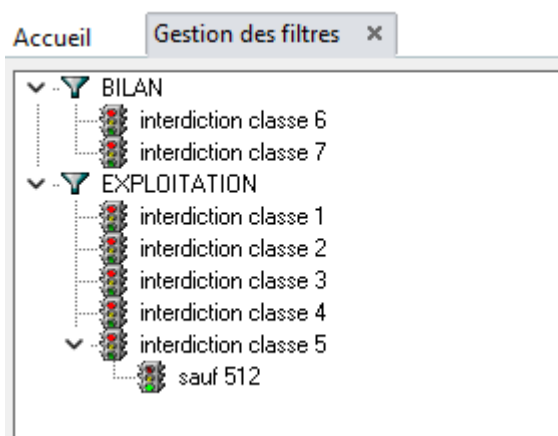 Accueil
Gestion des filtres
BILAN
interdiction classe 6
interdiction classe 7
EXPLOITATION
interdiction classe 1
interdiction classe 2
interdiction classe 3
interdiction classe 4
interdiction classe 5
sauf 512